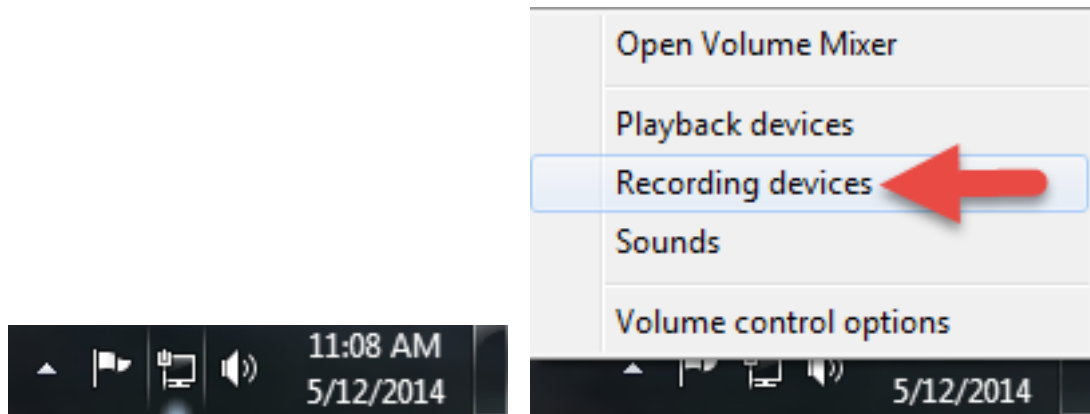 11:08 AM
5/12/2014
Open Volume Mixer
Playback devices
Recording devices
Sounds
Volume control options
5/12/2014